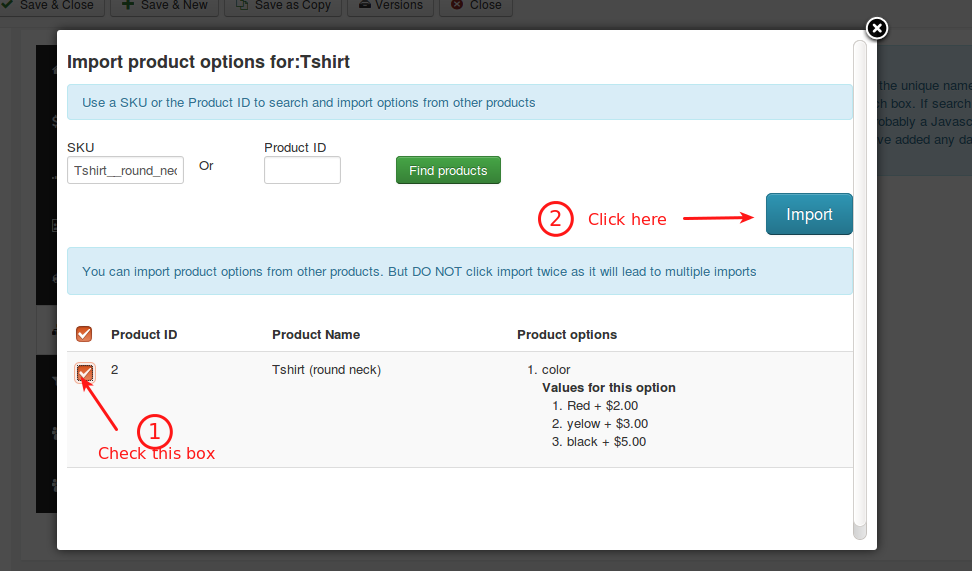 Save & Close
Save & New
Save as Copy
Versions
Close
Import product options for:Tshirt
Use a SKU or the Product ID to search and import options from other products
the unique name
ch box. If search
obably a Javasc
ve added any da
SKU
Product ID
Tshirt__round_nec
Or
Find products
2 Click here
Import
You can import product options from other products. But DO NOT click import twice as it will lead to multiple imports
Product ID
Product Name
Product options
2
Tshirt (round neck)
1. color
Values for this option
1. Red + $2.00
2. yelow + $3.00
3. black + $5.00
1
Check this box